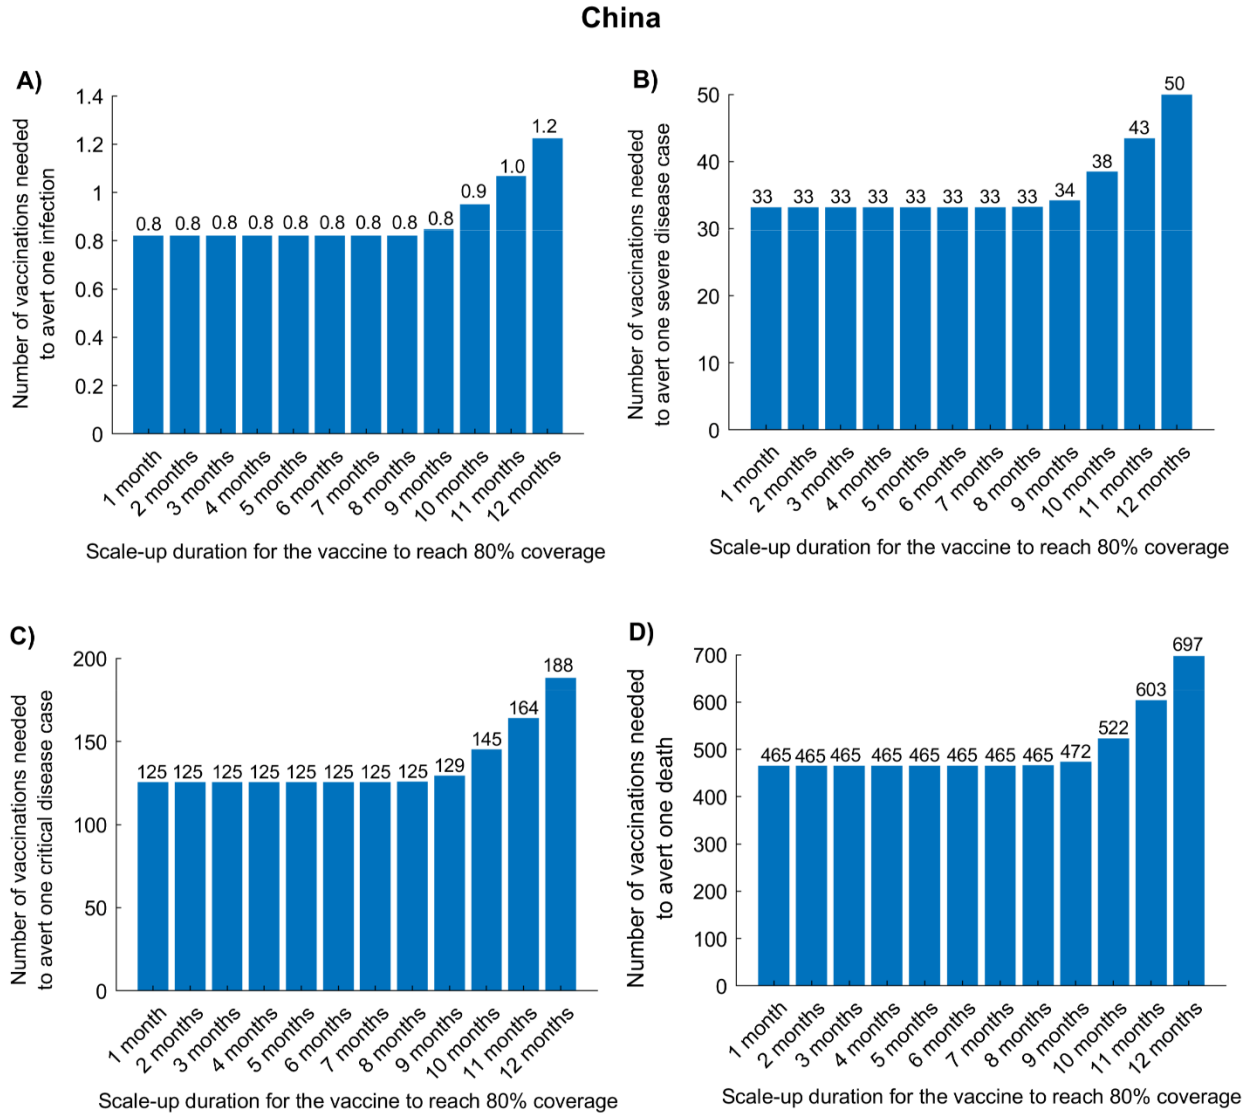 China
A)
Number of vaccinations needed
to avert one infection
1.4
1.2
1
0.8
0.6
0.4
0.2
0
0.8 0.8 0.8 0.8 0.8 0.8 0.8 0.8 0.8 0.9 1.0 1.2
1 month
2 months
3 months
4 months
5 months
6 months
7 months
8 months
9 months
10 months
11 months
12 months
Scale-up duration for the vaccine to reach 80% coverage
B)
Number of vaccinations needed
to avert one severe disease case
50
40
30
20
10
0
33 33 33 33 33 33 33 33 34 38 43 50
1 month
2 months
3 months
4 months
5 months
6 months
7 months
8 months
9 months
10 months
11 months
12 months
Scale-up duration for the vaccine to reach 80% coverage
C)
Number of vaccinations needed
to avert one critical disease case
200
150
100
50
0
125 125 125 125 125 125 125 125 129 145 164 188
1 month
2 months
3 months
4 months
5 months
6 months
7 months
8 months
9 months
10 months
11 months
12 months
Scale-up duration for the vaccine to reach 80% coverage
D)
Number of vaccinations needed
to avert one death
700
600
500
400
300
200
100
0
465 465 465 465 465 465 465 465 472 522 603 697
1 month
2 months
3 months
4 months
5 months
6 months
7 months
8 months
9 months
10 months
11 months
12 months
Scale-up duration for the vaccine to reach 80% coverage